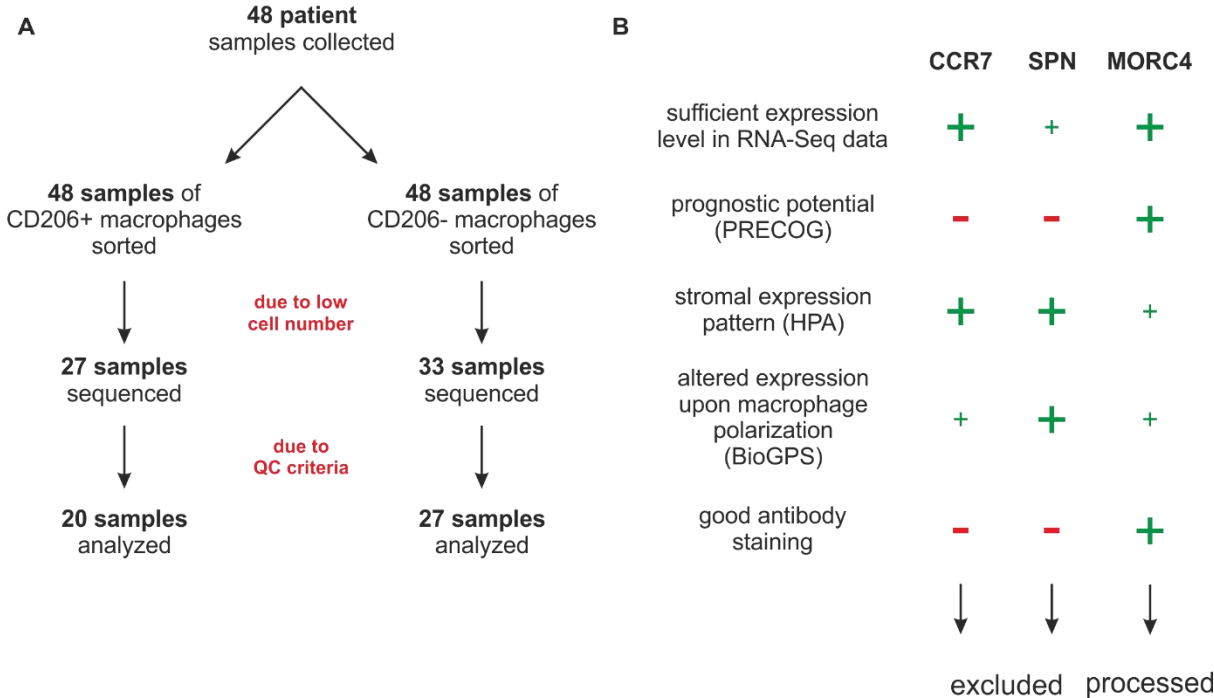 A
48 patient
samples collected
48 samples of
CD206+ macrophages
sorted
48 samples of
CD206- macrophages
sorted
due to low
cell number
27 samples
sequenced
33 samples
sequenced
due to
QC criteria
20 samples
analyzed
27 samples
analyzed
B
CCR7 SPN MORC4
sufficient expression
level in RNA-Seq data
+ + +
prognostic potential
(PRECOG)
- - +
stromal expression
pattern (HPA)
+ + +
altered expression
upon macrophage
polarization
(BioGPS)
+ + +
good antibody
staining
- - +
excluded processed